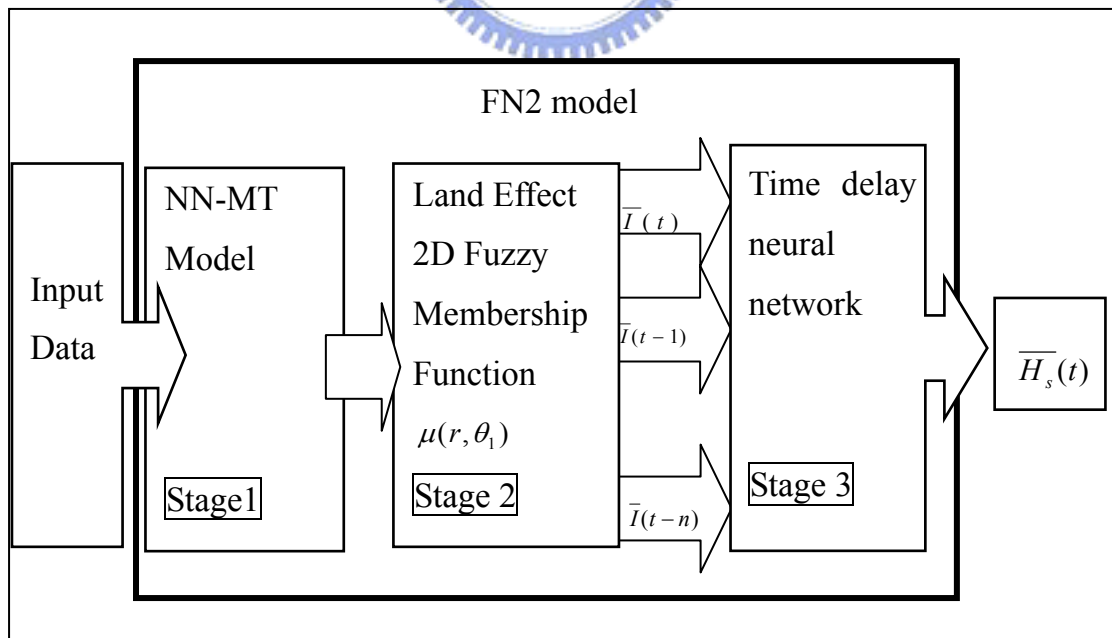 FN2 model
Input
Data
NN-MT
Model
Stage1
Land Effect
2D Fuzzy
Membership
Function
μ(r, θ₁)
Stage 2
I̅(t)
I̅(t−1)
I̅(t−n)
Time delay
neural
network
Stage 3
H̅ₛ(t)